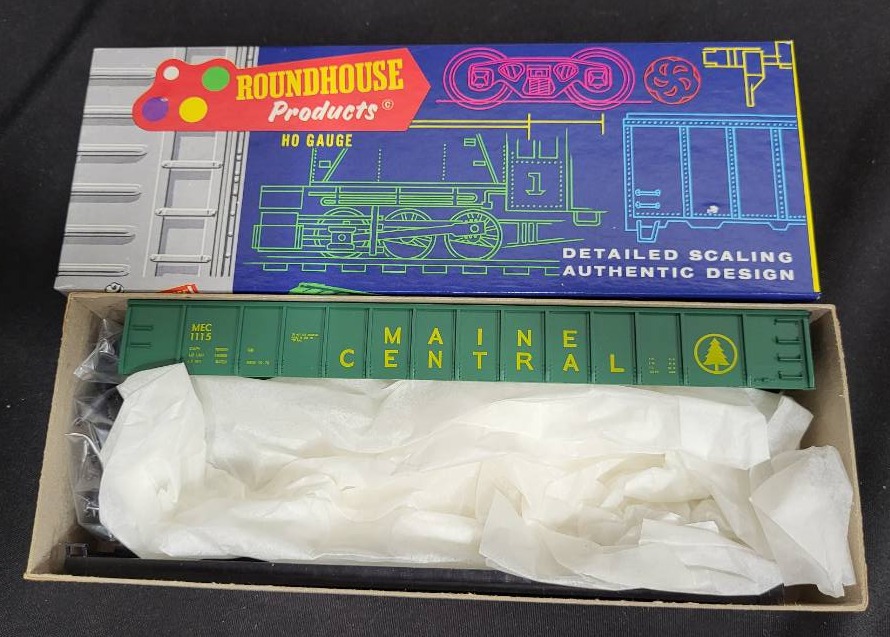 ROUNDHOUSE
Products ©
HO GAUGE
1
DETAILED SCALING
AUTHENTIC DESIGN
MEC
1115
MAINE
CENTRAL